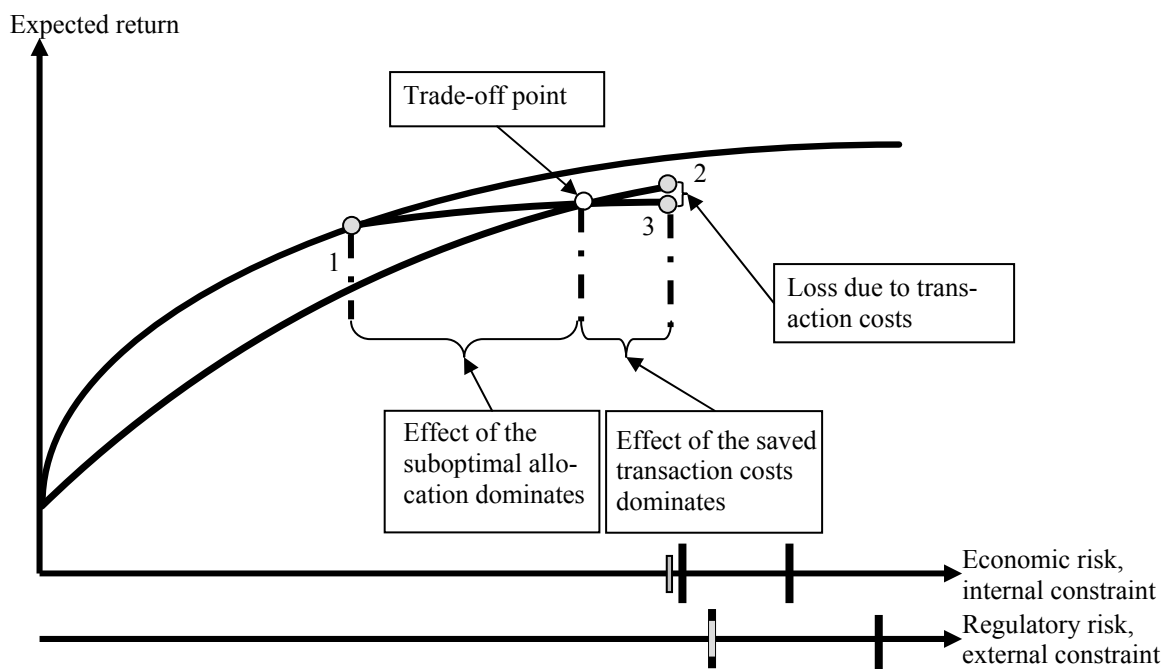 Expected return
Trade-off point
2
3
1
Loss due to trans-
action costs
Effect of the
suboptimal allo-
cation dominates
Effect of the saved
transaction costs
dominates
Economic risk,
internal constraint
Regulatory risk,
external constraint